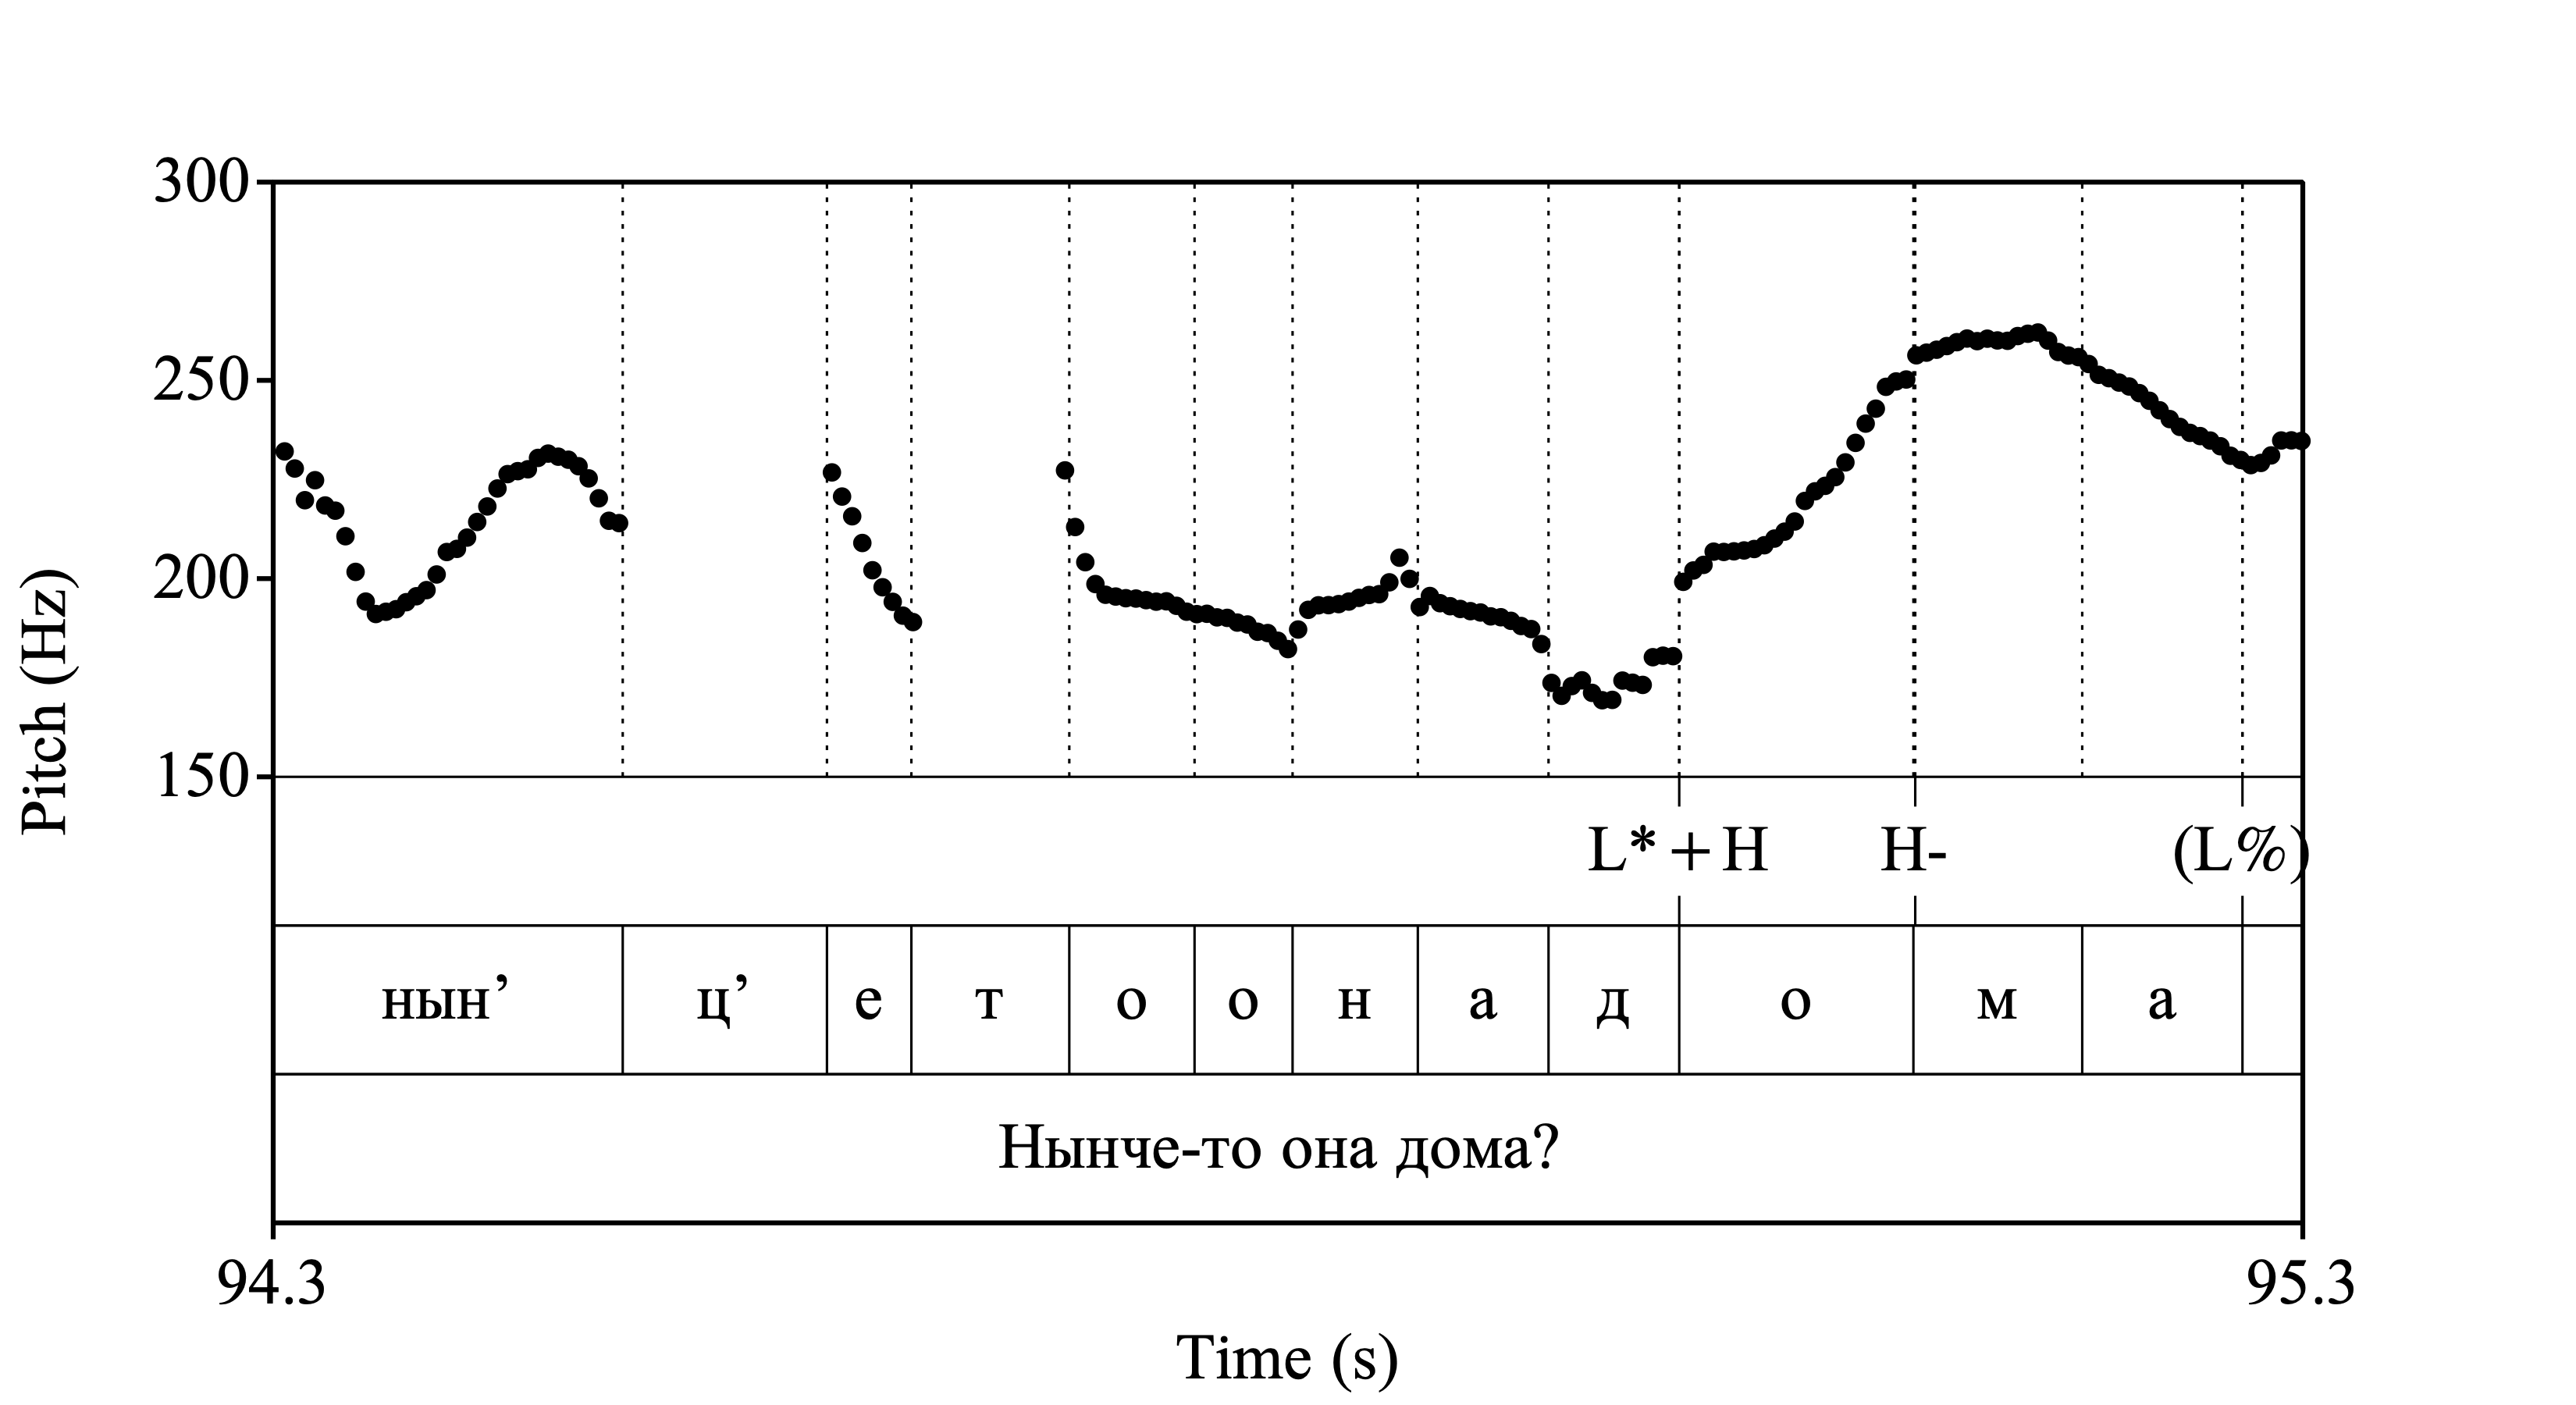 300
250
200
150
Pitch (Hz)
L*+H H- (L%)
нын’ ц’ е т о о н а д о м а
Нынче-то она дома?
94.3 95.3
Time (s)